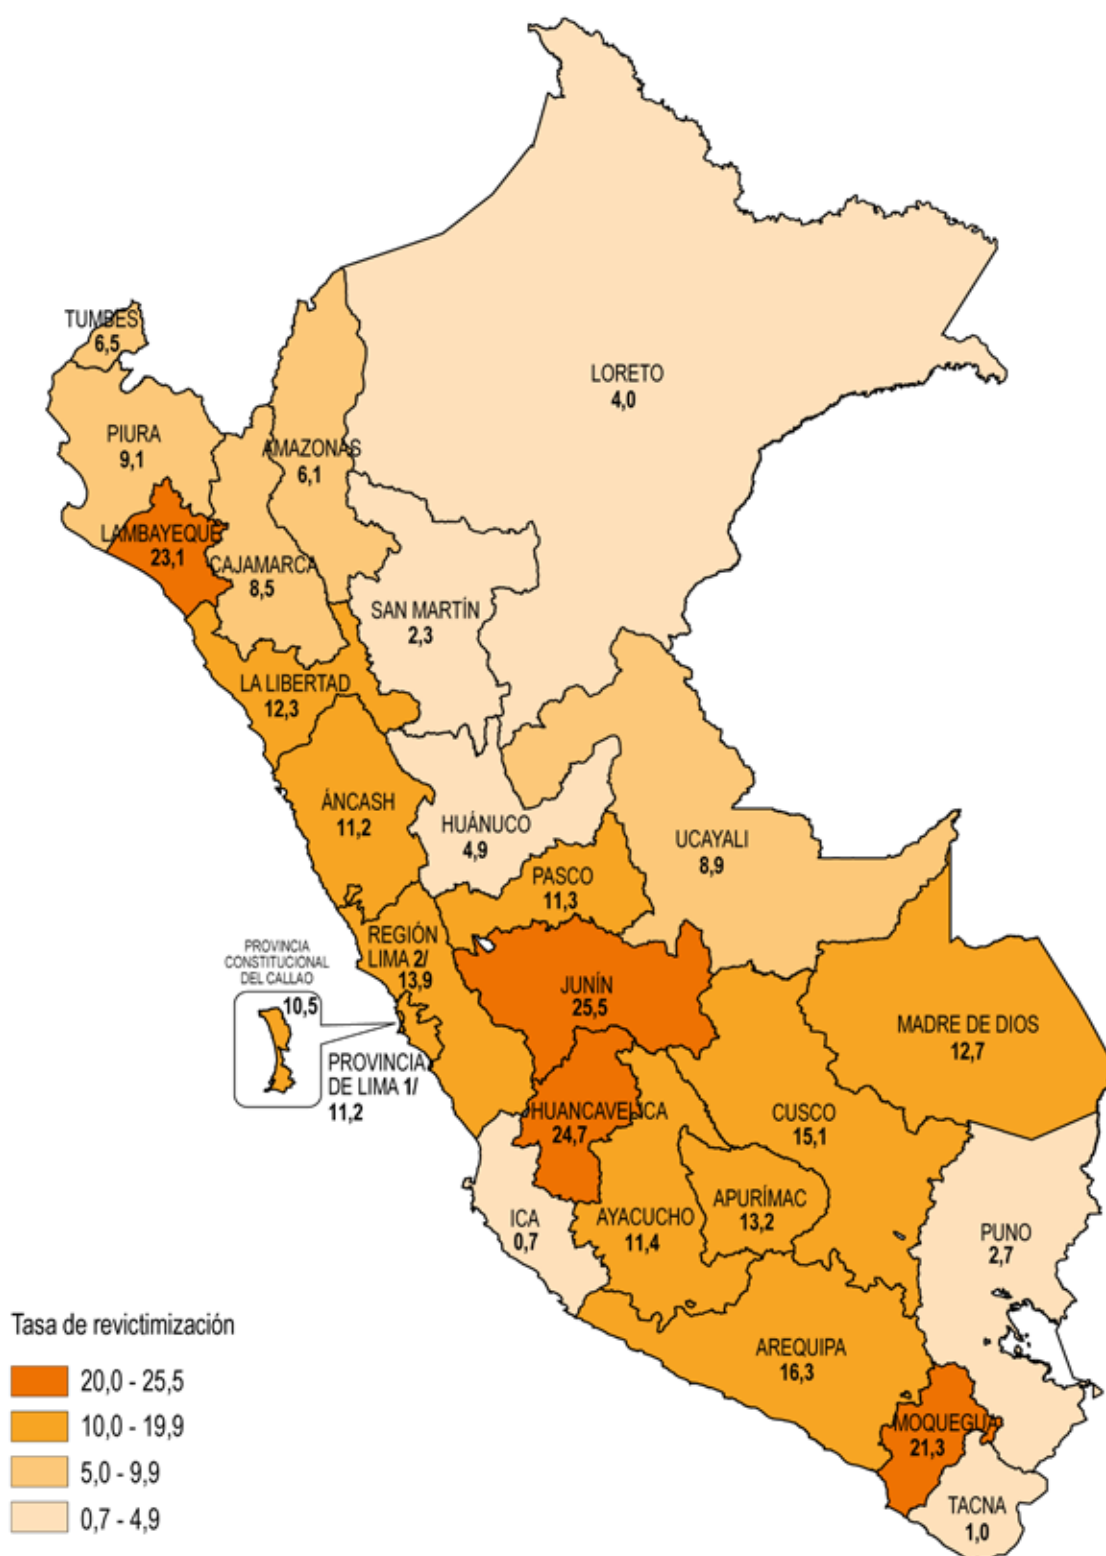 TUMBES
6,5
LORETO
4,0
PIURA
9,1
AMAZONAS
6,1
LAMBAYEQUE
23,1
CAJAMARCA
8,5
SAN MARTÍN
2,3
LA LIBERTAD
12,3
ÁNCASH
11,2
HUÁNUCO
4,9
UCAYALI
8,9
PASCO
11,3
REGIÓN
LIMA 2/
13,9
PROVINCIA
CONSTITUCIONAL
DEL CALLAO
10,5
JUNÍN
25,5
MADRE DE DIOS
12,7
PROVINCIA
DE LIMA 1/
11,2
HUANCAVELICA
24,7
CUSCO
15,1
APURÍMAC
13,2
ICA
0,7
AYACUCHO
11,4
PUNO
2,7
AREQUIPA
16,3
MOQUEGUA
21,3
TACNA
1,0
Tasa de revictimización
20,0 - 25,5
10,0 - 19,9
5,0 - 9,9
0,7 - 4,9